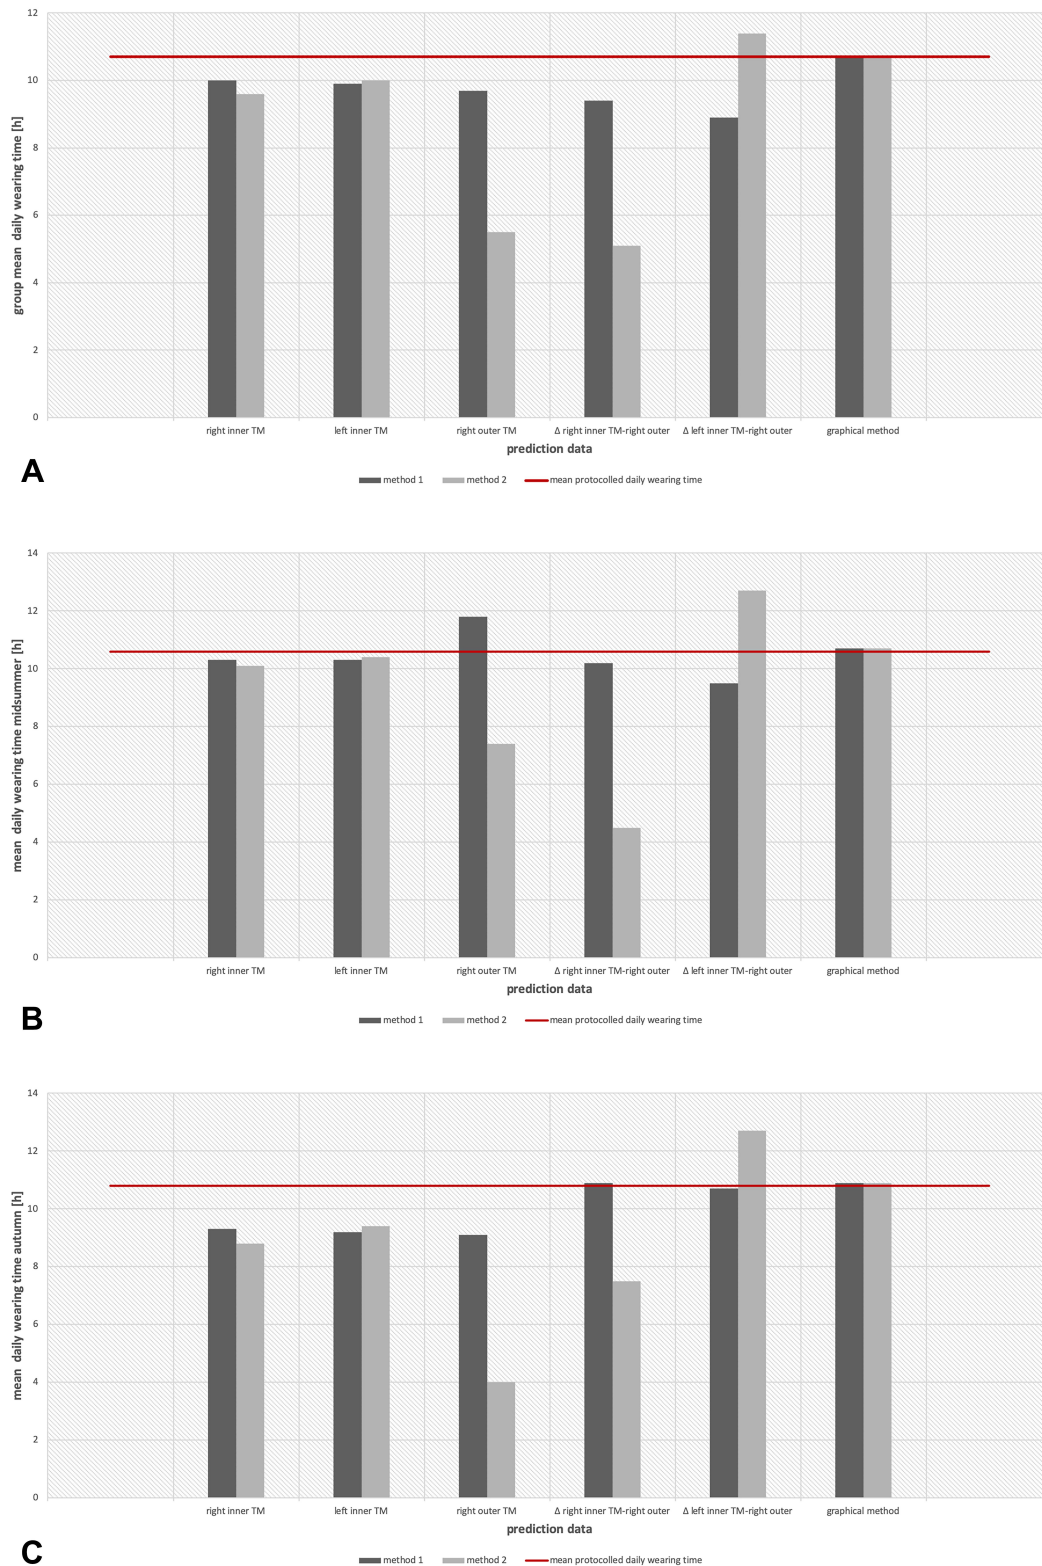 12
10
8
6
4
2
0
group mean daily wearing time [h]
right inner TM left inner TM right outer TM Δ right inner TM-right outer Δ left inner TM-right outer graphical method
prediction data
A
method 1 method 2 mean protocolled daily wearing time
14
12
10
8
6
4
2
0
mean daily wearing time midsummer [h]
right inner TM left inner TM right outer TM Δ right inner TM-right outer Δ left inner TM-right outer graphical method
prediction data
B
method 1 method 2 mean protocolled daily wearing time
14
12
10
8
6
4
2
0
mean daily wearing time autumn [h]
right inner TM left inner TM right outer TM Δ right inner TM-right outer Δ left inner TM-right outer graphical method
prediction data
C
method 1 method 2 mean protocolled daily wearing time